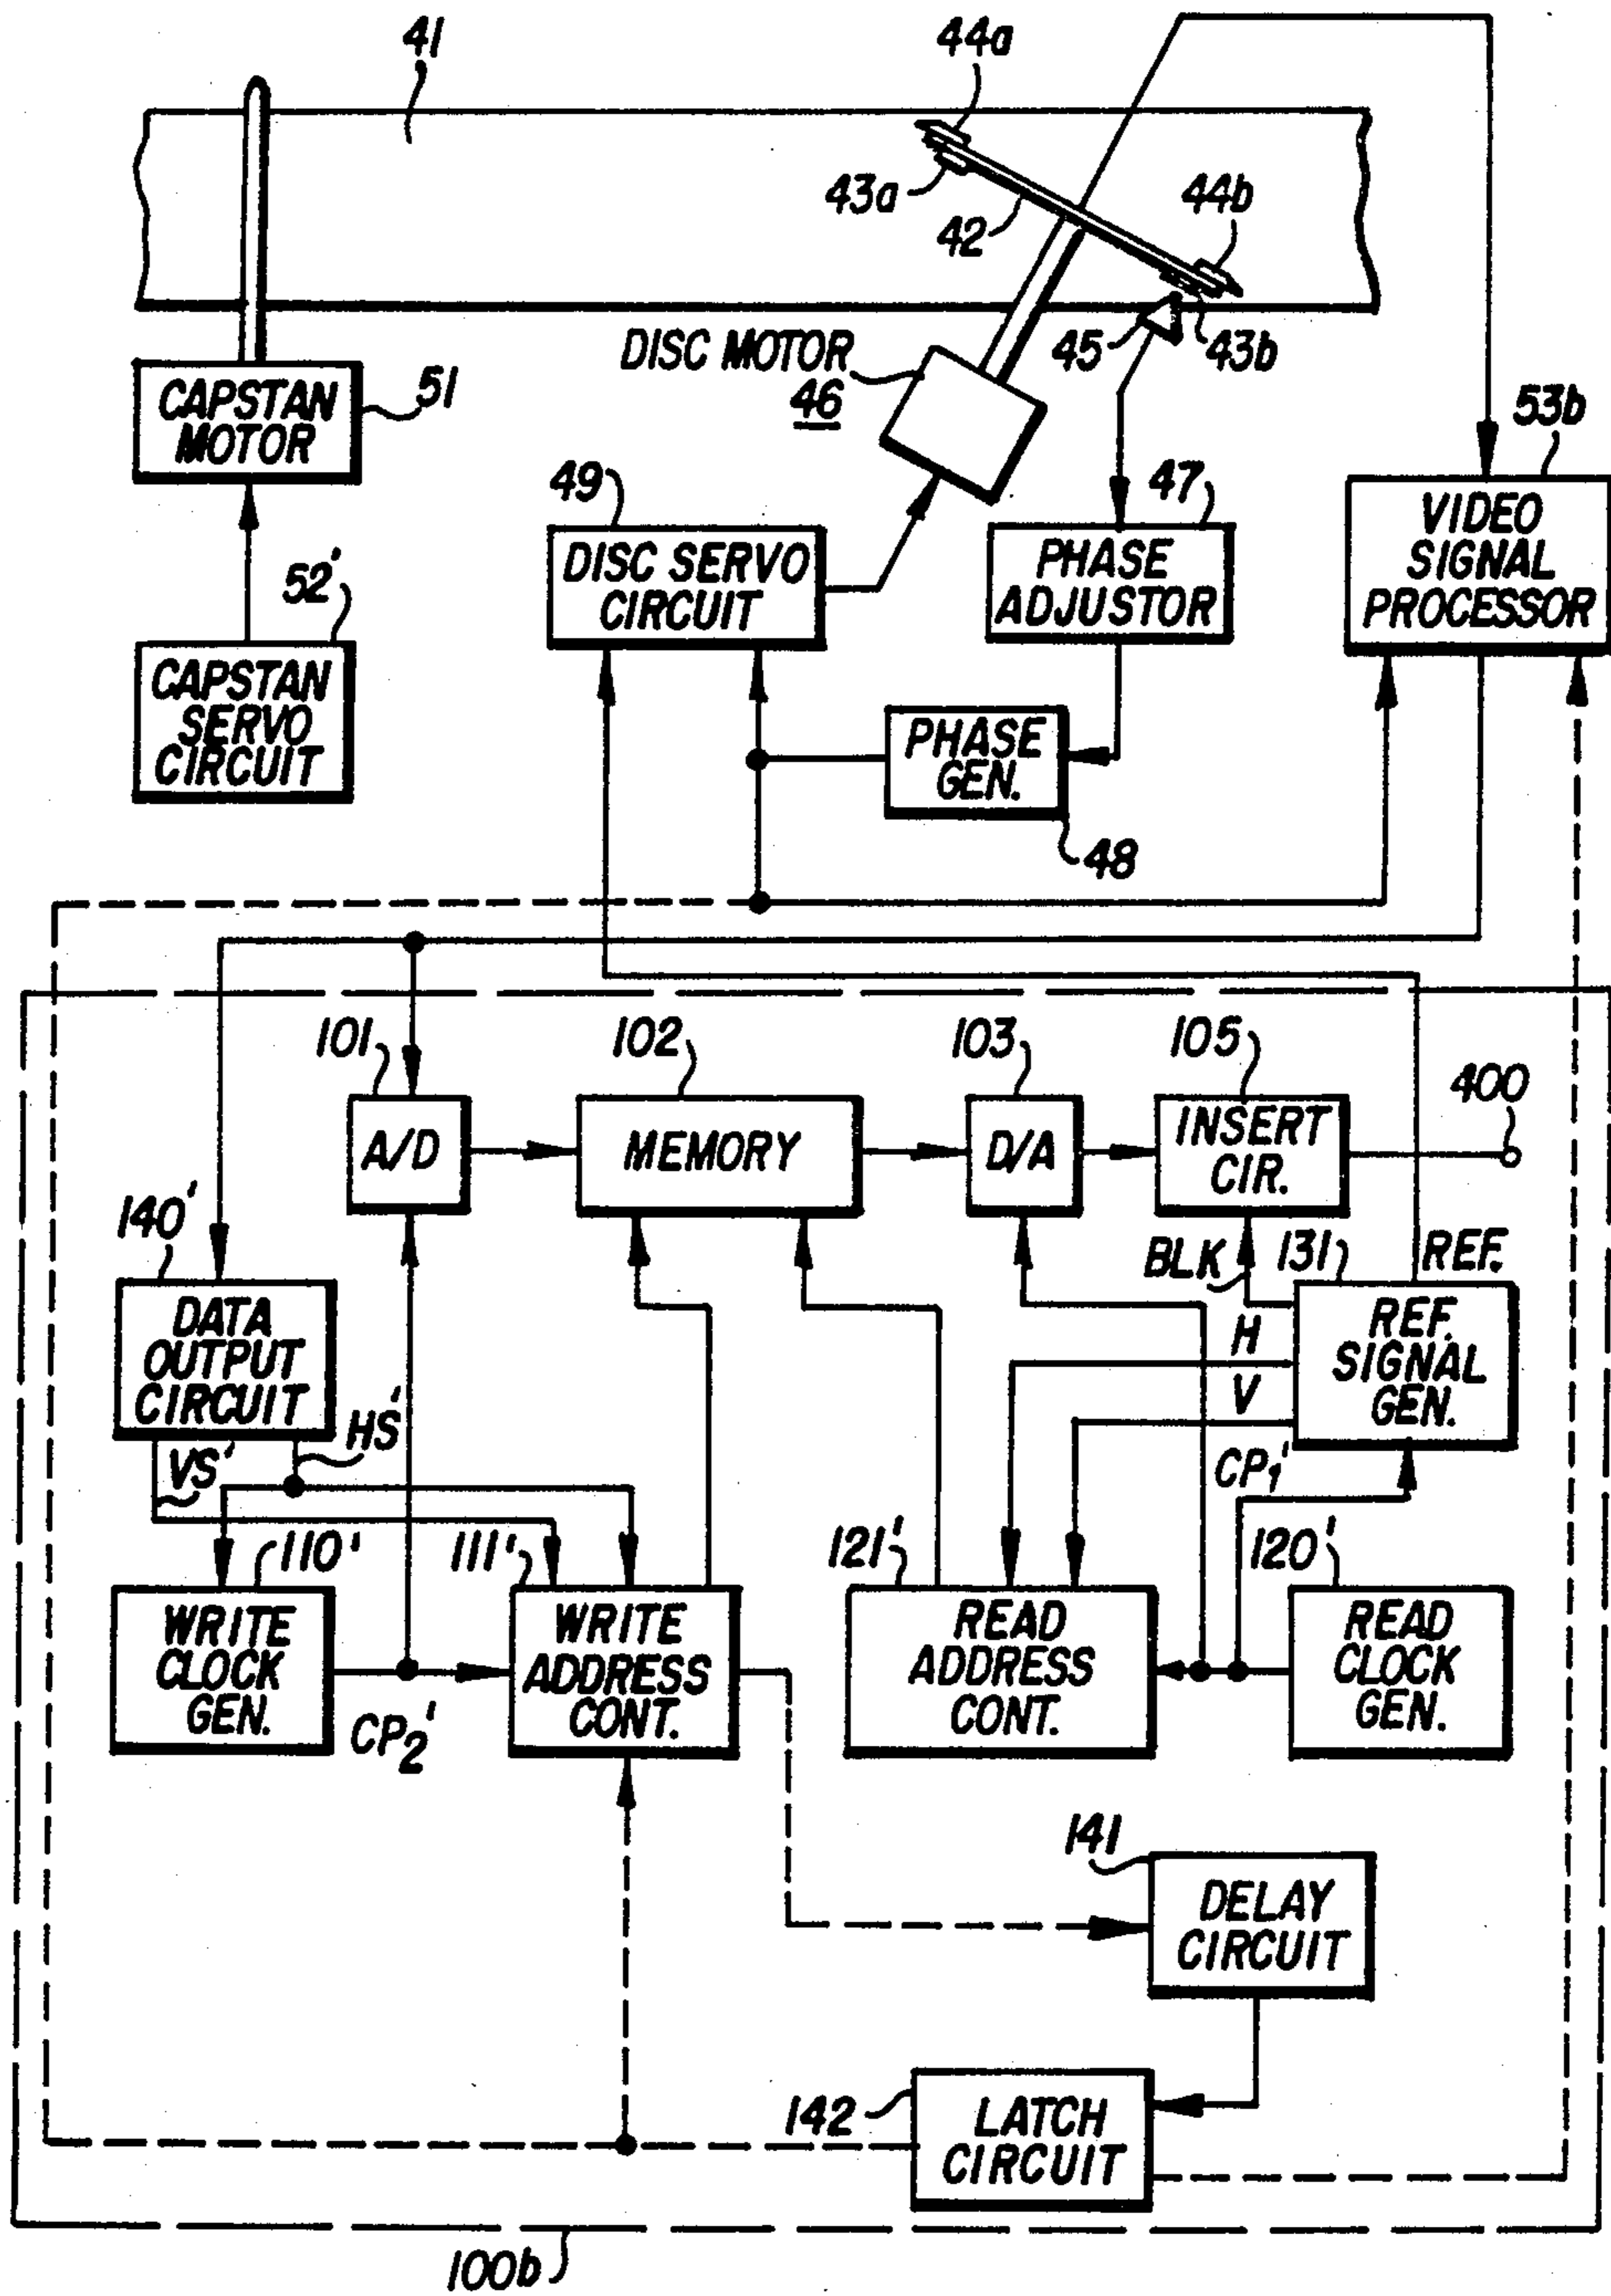 41
44a
43a
42
44b
45
43b
DISC MOTOR
46
CAPSTAN
MOTOR
51
53b
49
47
VIDEO
SIGNAL
PROCESSOR
DISC SERVO
CIRCUIT
PHASE
ADJUSTOR
52'
CAPSTAN
SERVO
CIRCUIT
PHASE
GEN.
48
101
102
103
105
400
A/D
MEMORY
D/A
INSERT
CIR.
140'
BLK
131
REF.
DATA
OUTPUT
CIRCUIT
H
V
REF.
SIGNAL
GEN.
VS'
HS'
CP1'
110'
111'
121'
120'
WRITE
CLOCK
GEN.
CP2'
WRITE
ADDRESS
CONT.
READ
ADDRESS
CONT.
READ
CLOCK
GEN.
141
DELAY
CIRCUIT
142
LATCH
CIRCUIT
100b